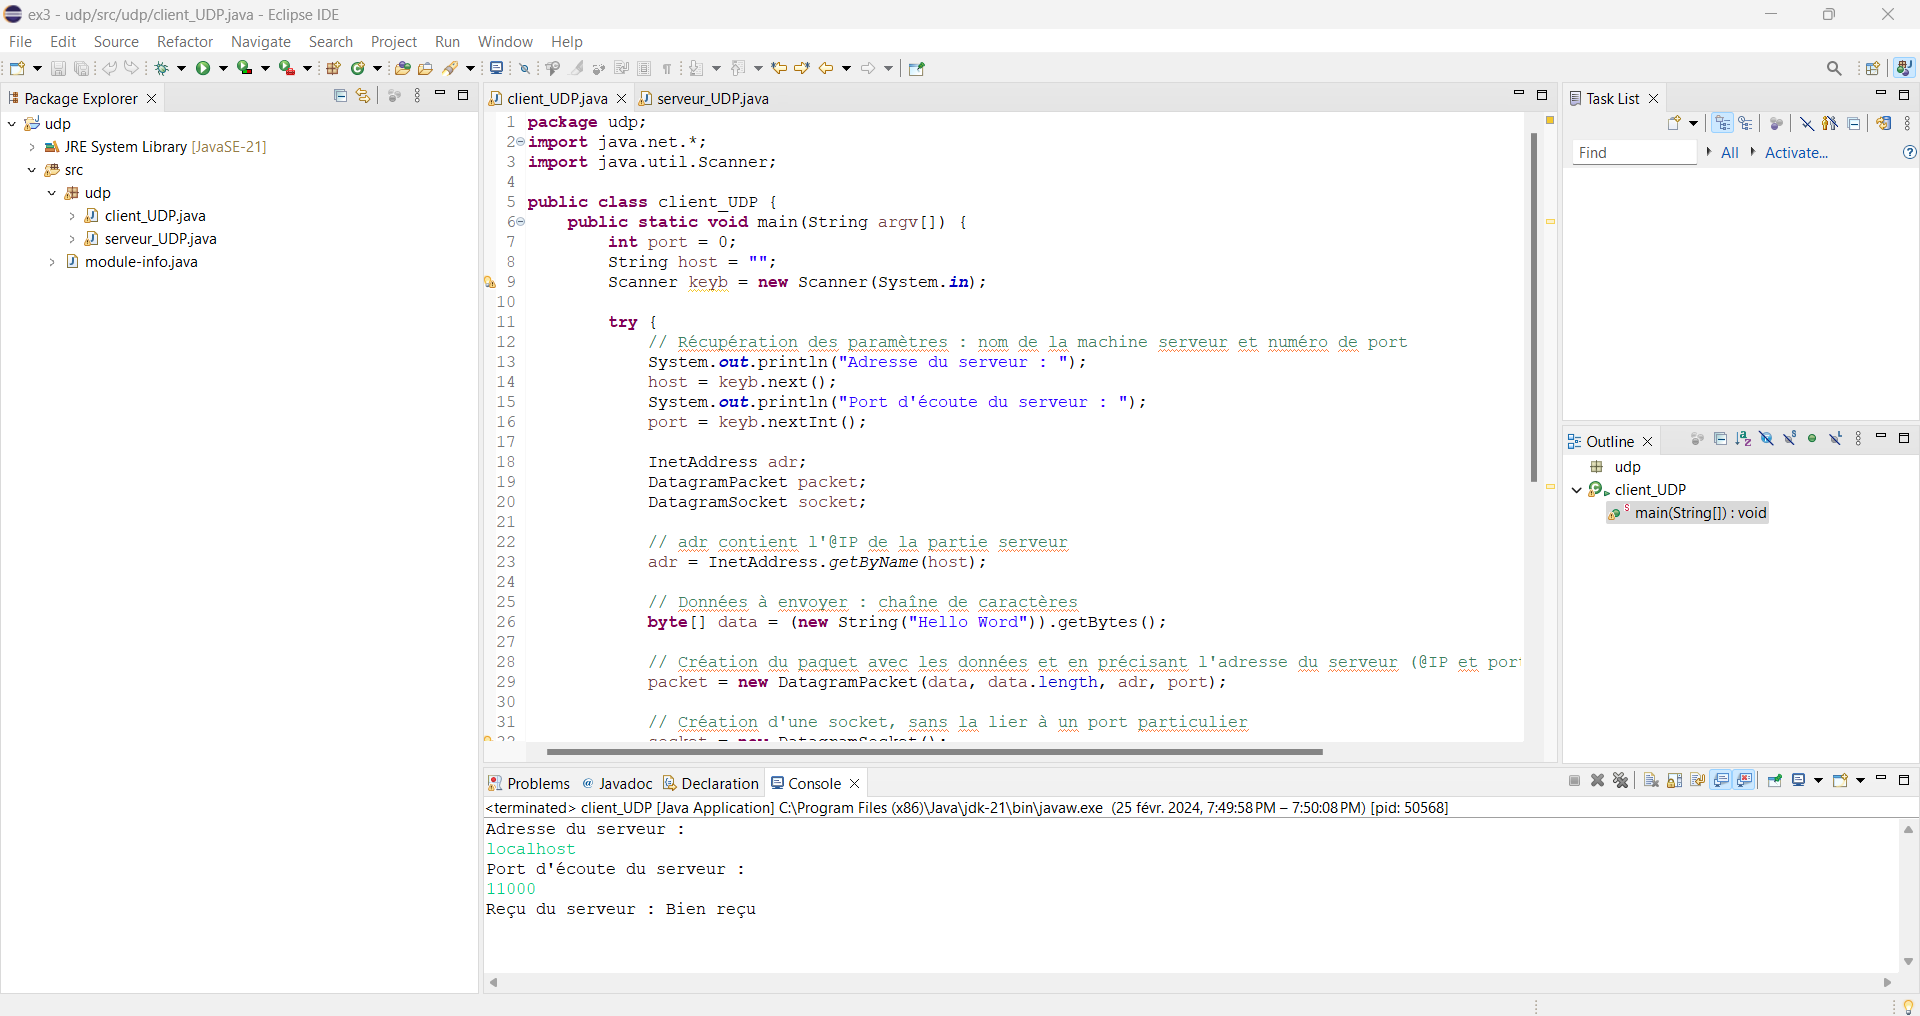 ex3 - udp/src/udp/client_UDP.java - Eclipse IDE
File Edit Source Refactor Navigate Search Project Run Window Help
Package Explorer
udp
JRE System Library [JavaSE-21]
src
udp
client_UDP.java
serveur_UDP.java
module-info.java
client_UDP.java serveur_UDP.java
1 package udp;
2 import java.net.*;
3 import java.util.Scanner;
4
5 public class client_UDP {
6 public static void main(String argv[]) {
7 int port = 0;
8 String host = "";
9 Scanner keyb = new Scanner(System.in);
10
11 try {
12 // Récupération des paramètres : nom de la machine serveur et numéro de port
13 System.out.println("Adresse du serveur : ");
14 host = keyb.next();
15 System.out.println("Port d'écoute du serveur : ");
16 port = keyb.nextInt();
17
18 InetAddress adr;
19 DatagramPacket packet;
20 DatagramSocket socket;
21
22 // adr contient l'@IP de la partie serveur
23 adr = InetAddress.getByName(host);
24
25 // Données à envoyer : chaîne de caractères
26 byte[] data = (new String("Hello Word")).getBytes();
27
28 // Création du paquet avec les données et en précisant l'adresse du serveur (@IP et por
29 packet = new DatagramPacket(data, data.length, adr, port);
30
31 // Création d'une socket, sans la lier à un port particulier
32 socket = new DatagramSocket();
Task List
Find All Activate...
Outline
udp
client_UDP
main(String[]) : void
Problems Javadoc Declaration Console
<terminated> client_UDP [Java Application] C:\Program Files (x86)\Java\jdk-21\bin\javaw.exe (25 févr. 2024, 7:49:58 PM – 7:50:08 PM) [pid: 50568]
Adresse du serveur :
localhost
Port d'écoute du serveur :
11000
Reçu du serveur : Bien reçu